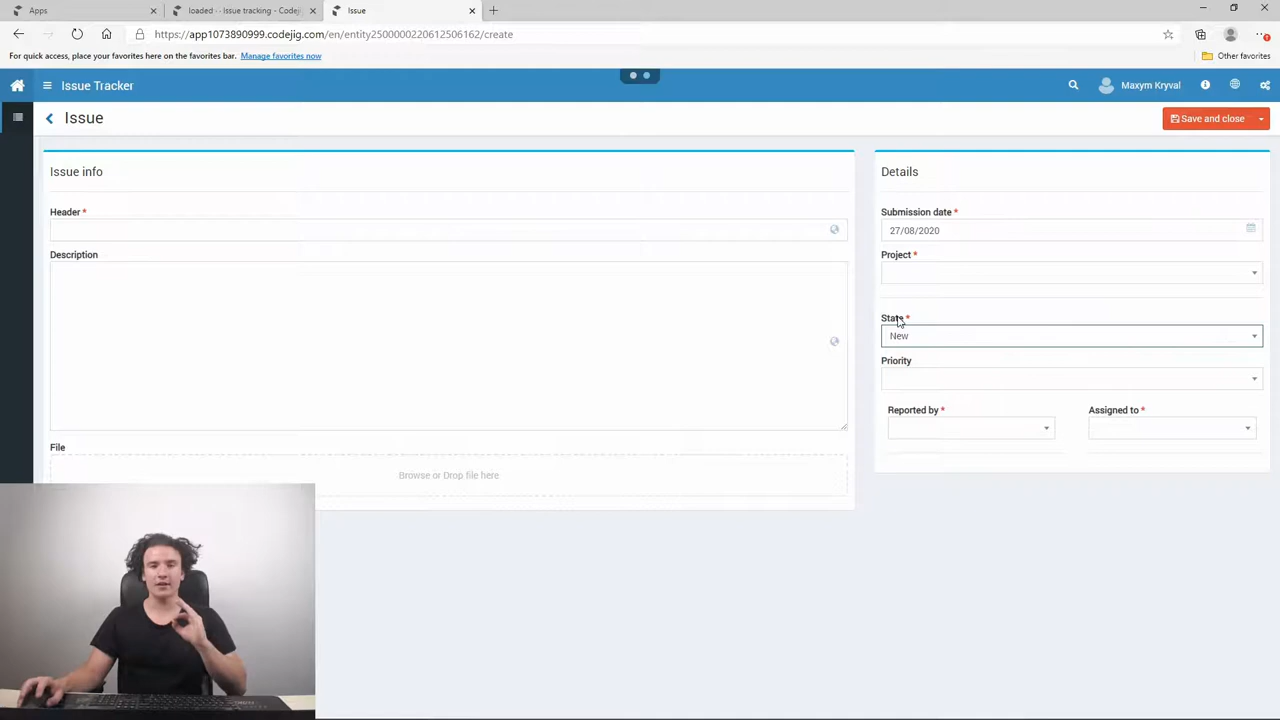 Apps
loaded - - Issue tracking - Codejig
Issue
https://app1073890999.codejig.com/en/entity2500000220612506162/create
For quick access, place your favorites here on the favorites bar. Manage favorites now
Other favorites
Issue Tracker
Maxym Kryval
Issue
Save and close
Issue info
Header *
Description
File
Browse or Drop file here
Details
Submission date *
27/08/2020
Project *
State *
New
Priority
Reported by *
Assigned to *